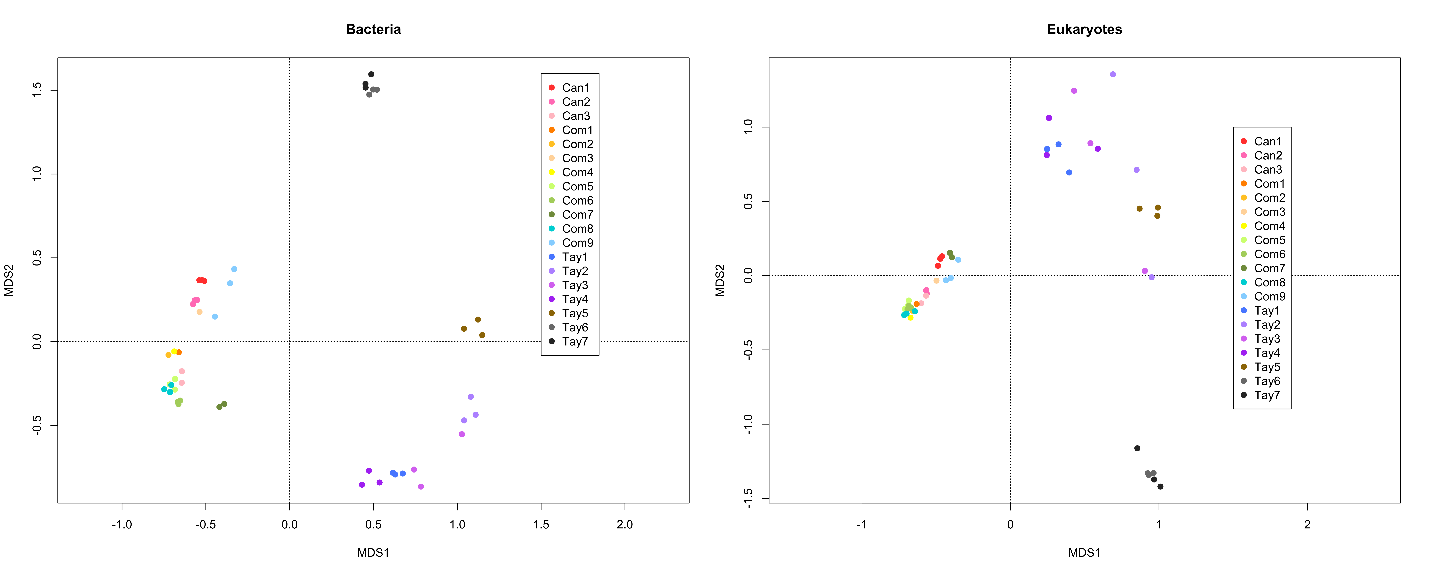 Bacteria
1.5
1.0
0.5
0.0
-0.5
MDS2
-1.0
-0.5
0.0
0.5
1.0
1.5
2.0
MDS1
Can1
Can2
Can3
Com1
Com2
Com3
Com4
Com5
Com6
Com7
Com8
Com9
Tay1
Tay2
Tay3
Tay4
Tay5
Tay6
Tay7
Eukaryotes
1.0
0.5
0.0
-0.5
-1.0
-1.5
MDS2
-1
0
1
2
MDS1
Can1
Can2
Can3
Com1
Com2
Com3
Com4
Com5
Com6
Com7
Com8
Com9
Tay1
Tay2
Tay3
Tay4
Tay5
Tay6
Tay7